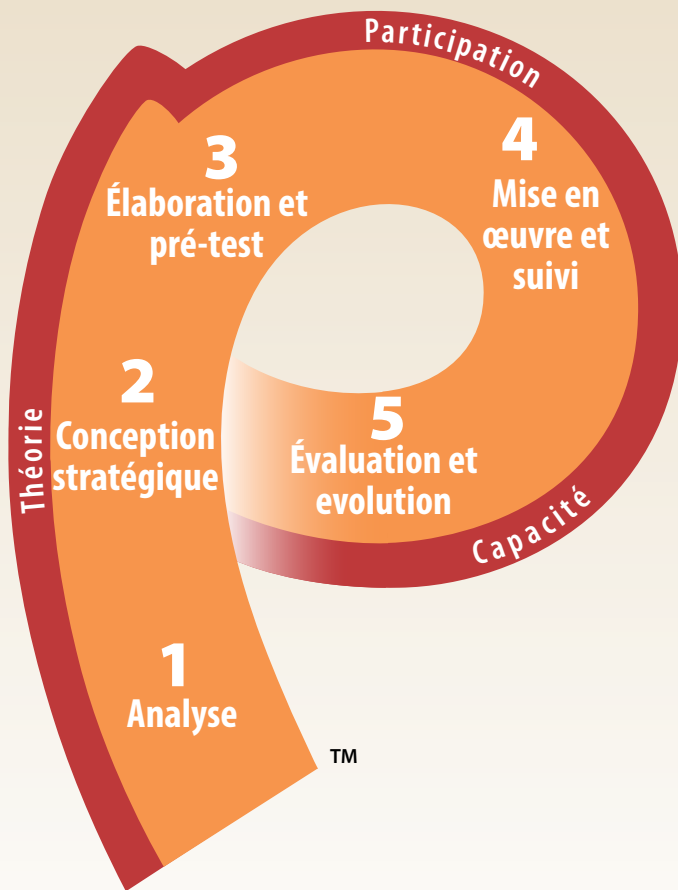 Participation
3
Élaboration et
pré-test
4
Mise en
œuvre et
suivi
2
Conception
stratégique
Théorie
5
Évaluation et
evolution
Capacité
1
Analyse
TM